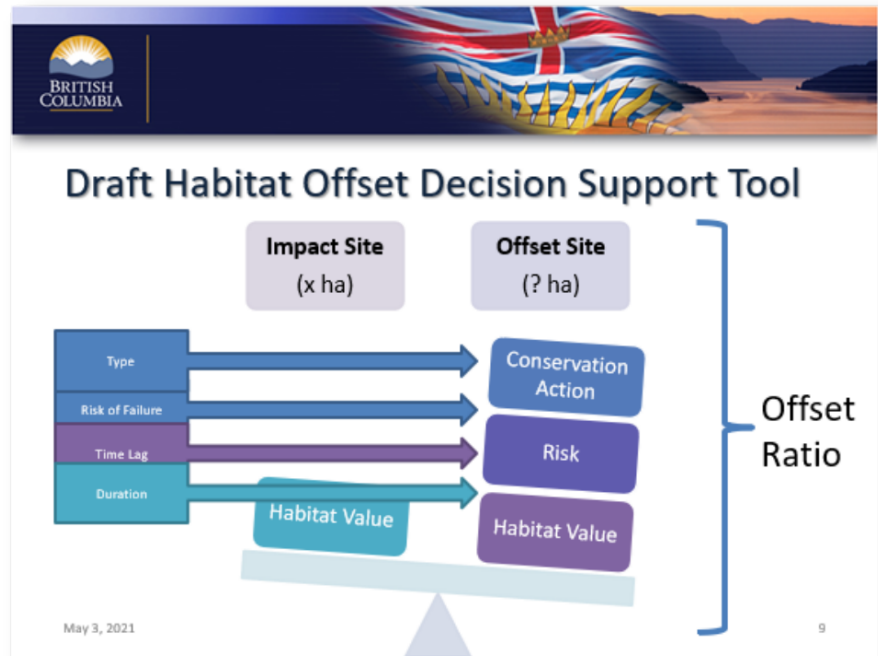 BRITISH
COLUMBIA
Draft Habitat Offset Decision Support Tool
Impact Site
(x ha)
Offset Site
(? ha)
Type
Risk of Failure
Time Lag
Duration
Conservation
Action
Risk
Habitat Value
Habitat Value
Offset
Ratio
May 3, 2021
9